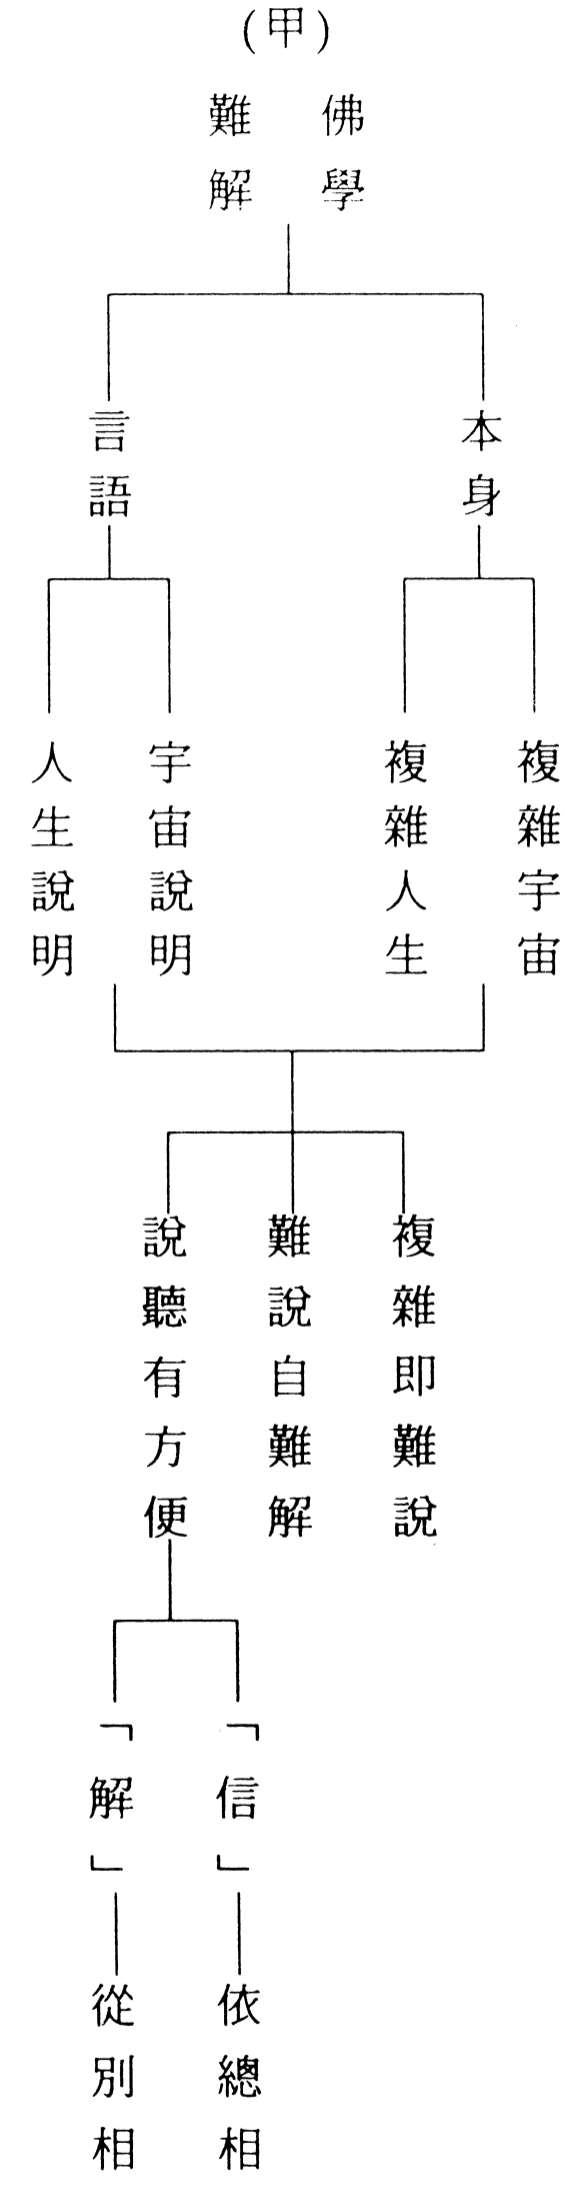 (甲)
佛學
難解
本身
言語
複雜宇宙
複雜人生
宇宙說明
人生說明
複雜即難說
難說自難解
說聽有方便
「信」
「解」
依總相
從別相